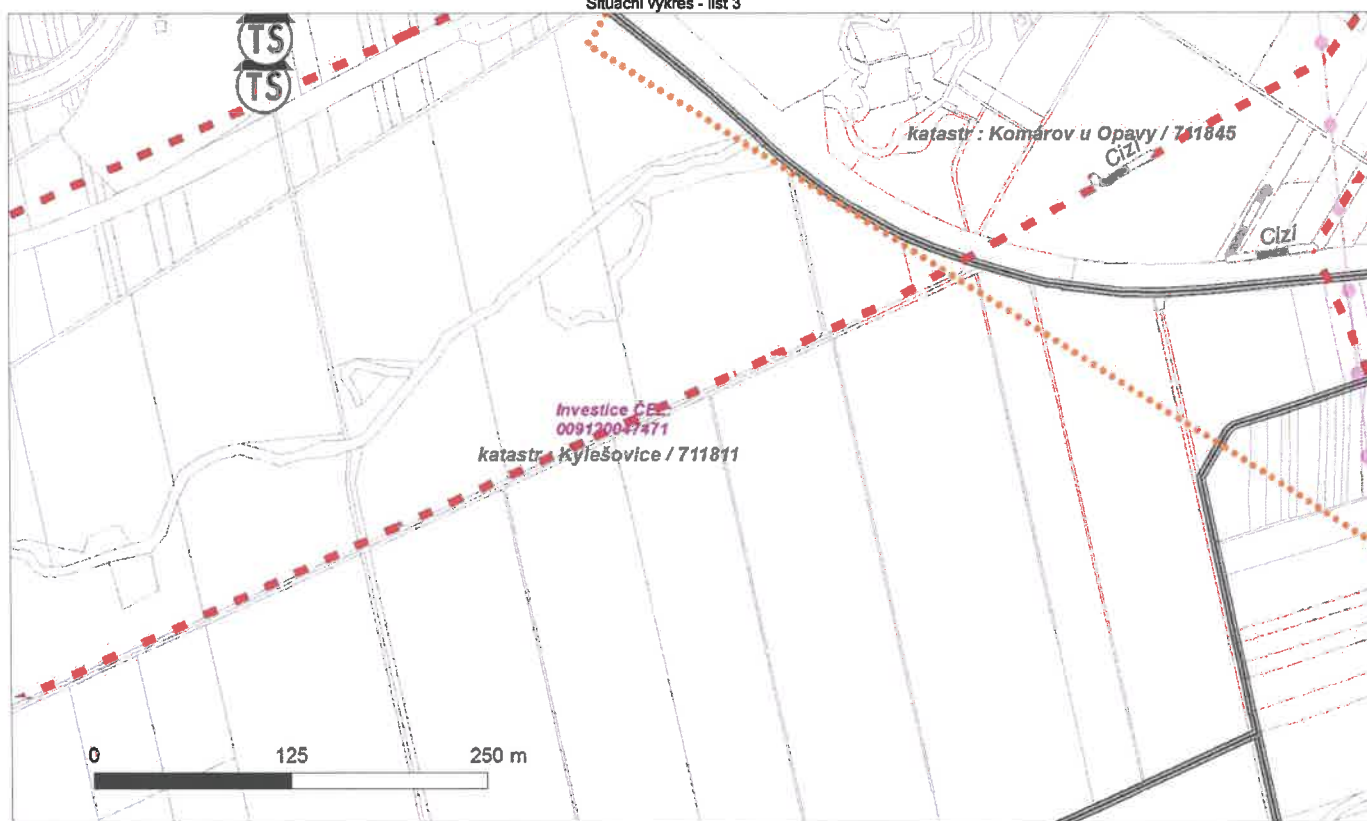 Situační výkres - list 3
TS
TS
katastr : Komárov u Opavy / 711845
Cizí
Cizí
Investice ČEZ:
009120047471
katastr : Kylešovice / 711811
0 125 250 m